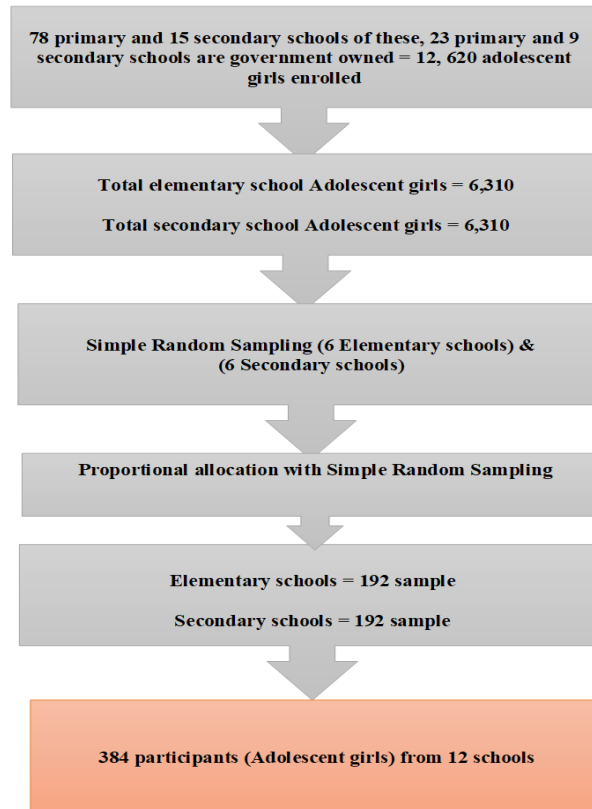 78 primary and 15 secondary schools of these, 23 primary and 9
secondary schools are government owned = 12, 620 adolescent
girls enrolled
Total elementary school Adolescent girls = 6,310
Total secondary school Adolescent girls = 6,310
Simple Random Sampling (6 Elementary schools) &
(6 Secondary schools)
Proportional allocation with Simple Random Sampling
Elementary schools = 192 sample
Secondary schools = 192 sample
384 participants (Adolescent girls) from 12 schools